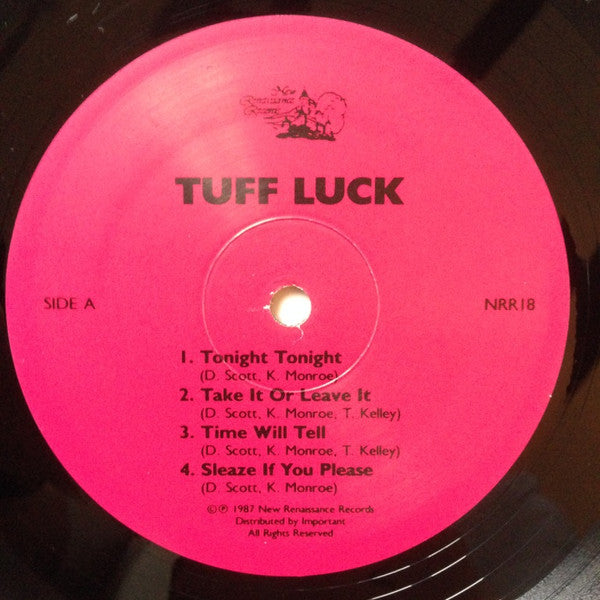 New
Renaissance
Records
TUFF LUCK
SIDE A
NRR18
1. Tonight Tonight
(D. Scott, K. Monroe)
2. Take It Or Leave It
(D. Scott, K. Monroe, T. Kelley)
3. Time Will Tell
(D. Scott, K. Monroe, T. Kelley)
4. Sleaze If You Please
(D. Scott, K. Monroe)
©℗ 1987 New Renaissance Records
Distributed by Important
All Rights Reserved